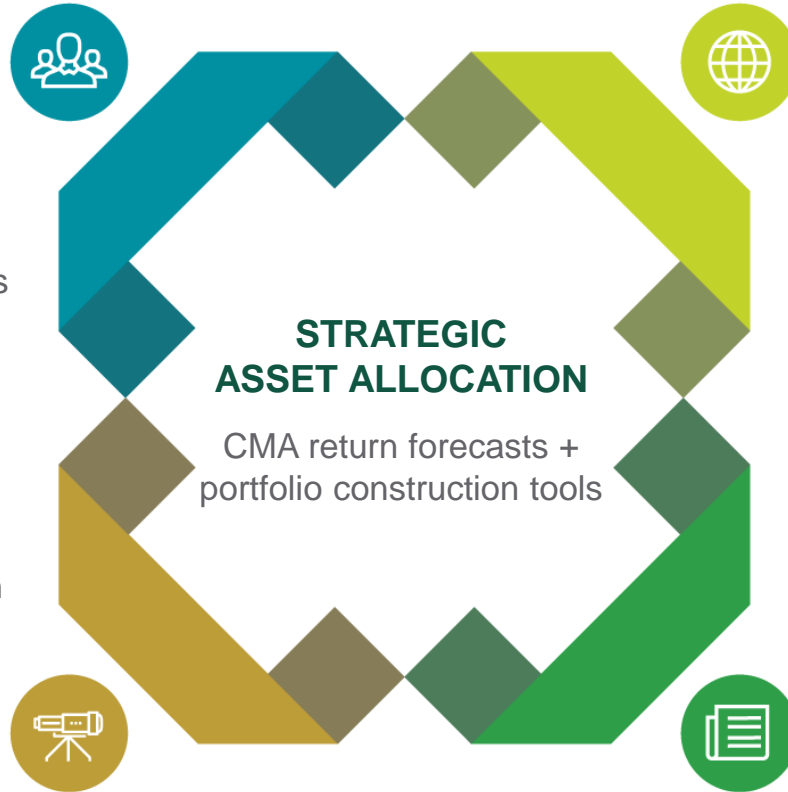 s
STRATEGIC
ASSET ALLOCATION
CMA return forecasts +
portfolio construction tools